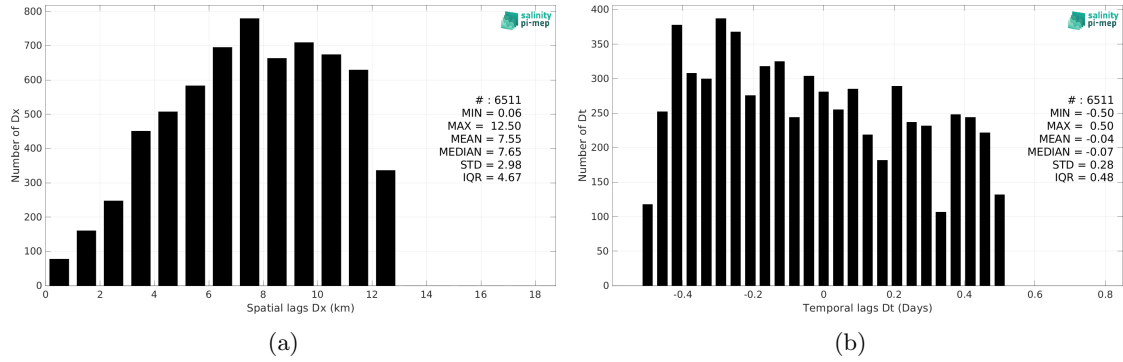 800
700
600
500
400
300
200
100
0
Number of Dx
0 2 4 6 8 10 12 14 16 18
Spatial lags Dx (km)
salinity
pi-mep
# : 6511
MIN = 0.06
MAX = 12.50
MEAN = 7.55
MEDIAN = 7.65
STD = 2.98
IQR = 4.67
(a)
400
350
300
250
200
150
100
50
0
Number of Dt
-0.4 -0.2 0 0.2 0.4 0.6 0.8
Temporal lags Dt (Days)
salinity
pi-mep
# : 6511
MIN = -0.50
MAX = 0.50
MEAN = -0.04
MEDIAN = -0.07
STD = 0.28
IQR = 0.48
(b)